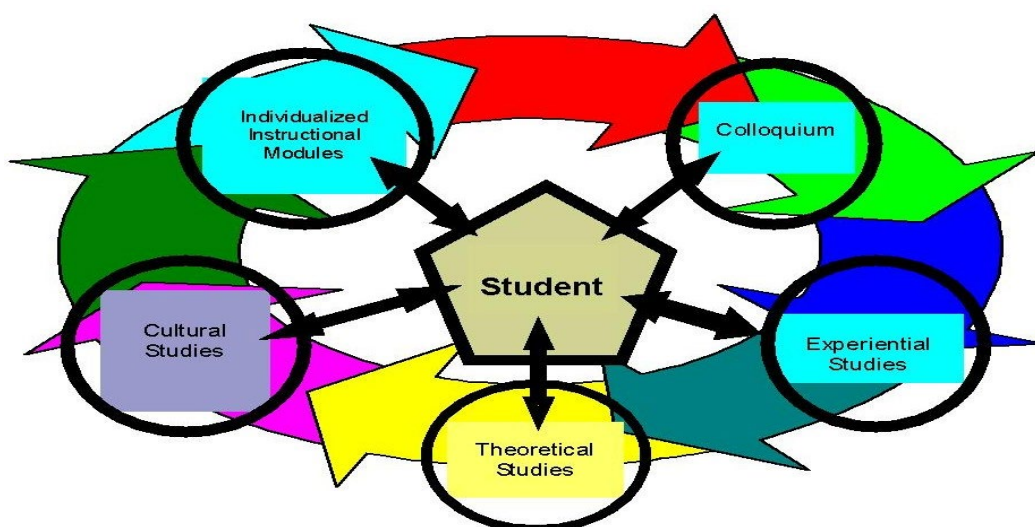 Individualized
Instructional
Modules
Colloquium
Student
Cultural
Studies
Experiential
Studies
Theoretical
Studies